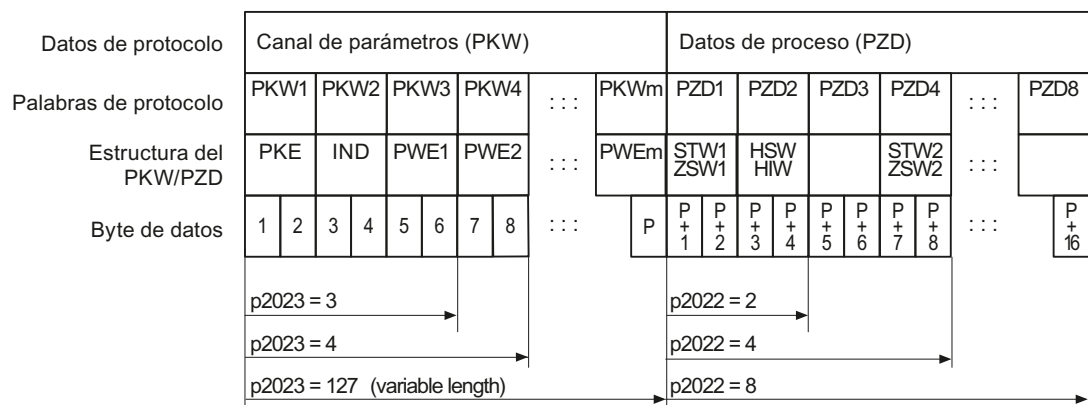 Datos de protocolo
Canal de parámetros (PKW)
Datos de proceso (PZD)
Palabras de protocolo
PKW1 PKW2 PKW3 PKW4 : : : PKWm PZD1 PZD2 PZD3 PZD4 : : : PZD8
Estructura del
PKW/PZD
PKE IND PWE1 PWE2 : : : PWEm STW1 HSW STW2 : : :
ZSW1 HIW ZSW2
Byte de datos
1 2 3 4 5 6 7 8 : : : P P+1 P+2 P+3 P+4 P+5 P+6 P+7 P+8 : : : P+16
p2023 = 3
p2022 = 2
p2023 = 4
p2022 = 4
p2023 = 127 (variable length)
p2022 = 8